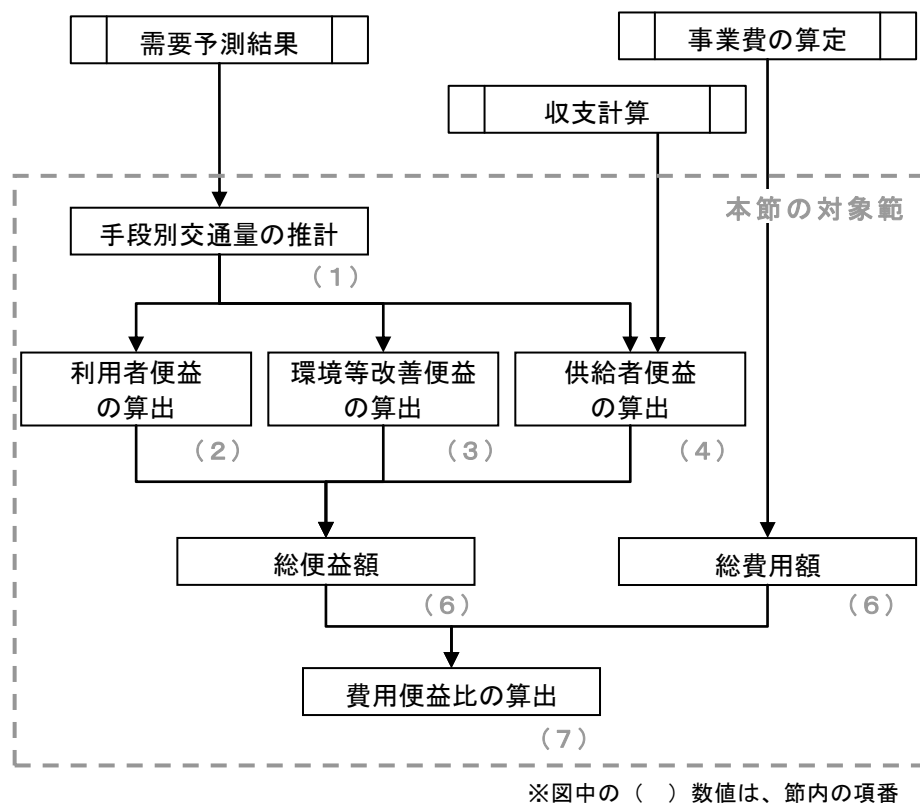 需要予測結果
事業費の算定
収支計算
本節の対象範
手段別交通量の推計
(1)
利用者便益
の算出
(2)
環境等改善便益
の算出
(3)
供給者便益
の算出
(4)
総便益額
(6)
総費用額
(6)
費用便益比の算出
(7)
※図中の( )数値は、節内の項番